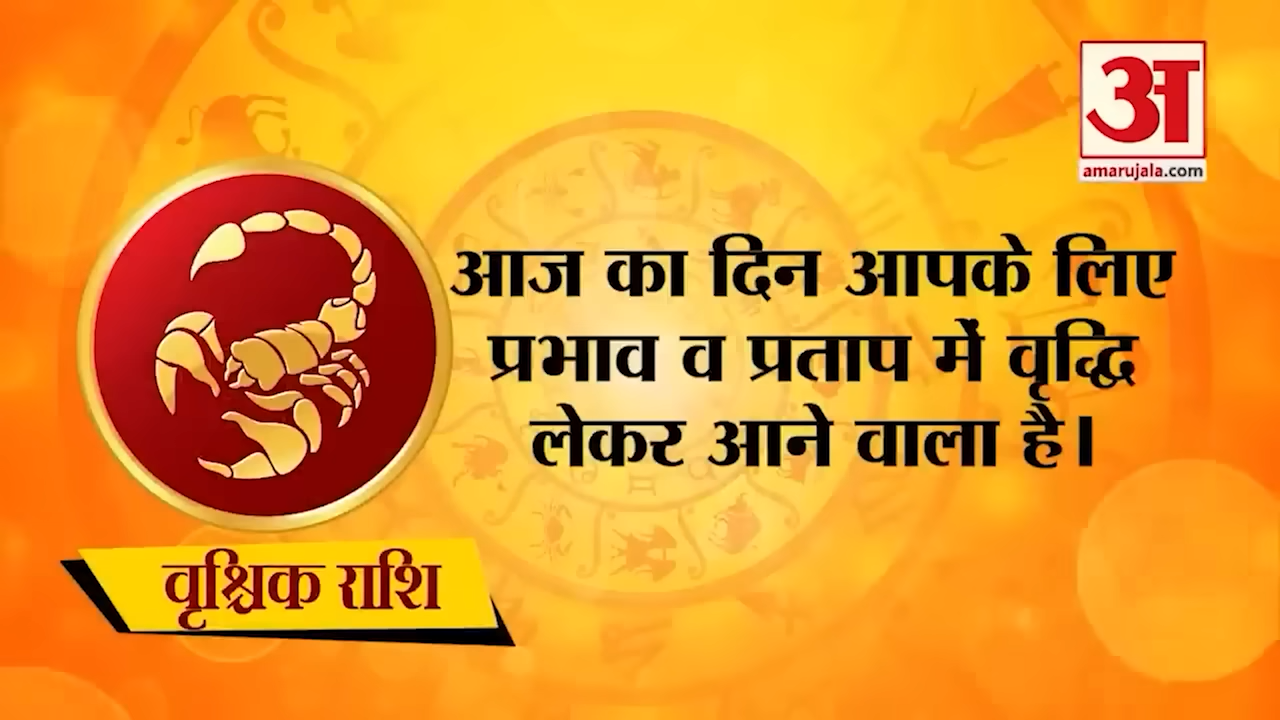 अ
amarujala.com
आज का दिन आपके लिए
प्रभाव व प्रताप में वृद्धि
लेकर आने वाला है।
वृश्चिक राशि